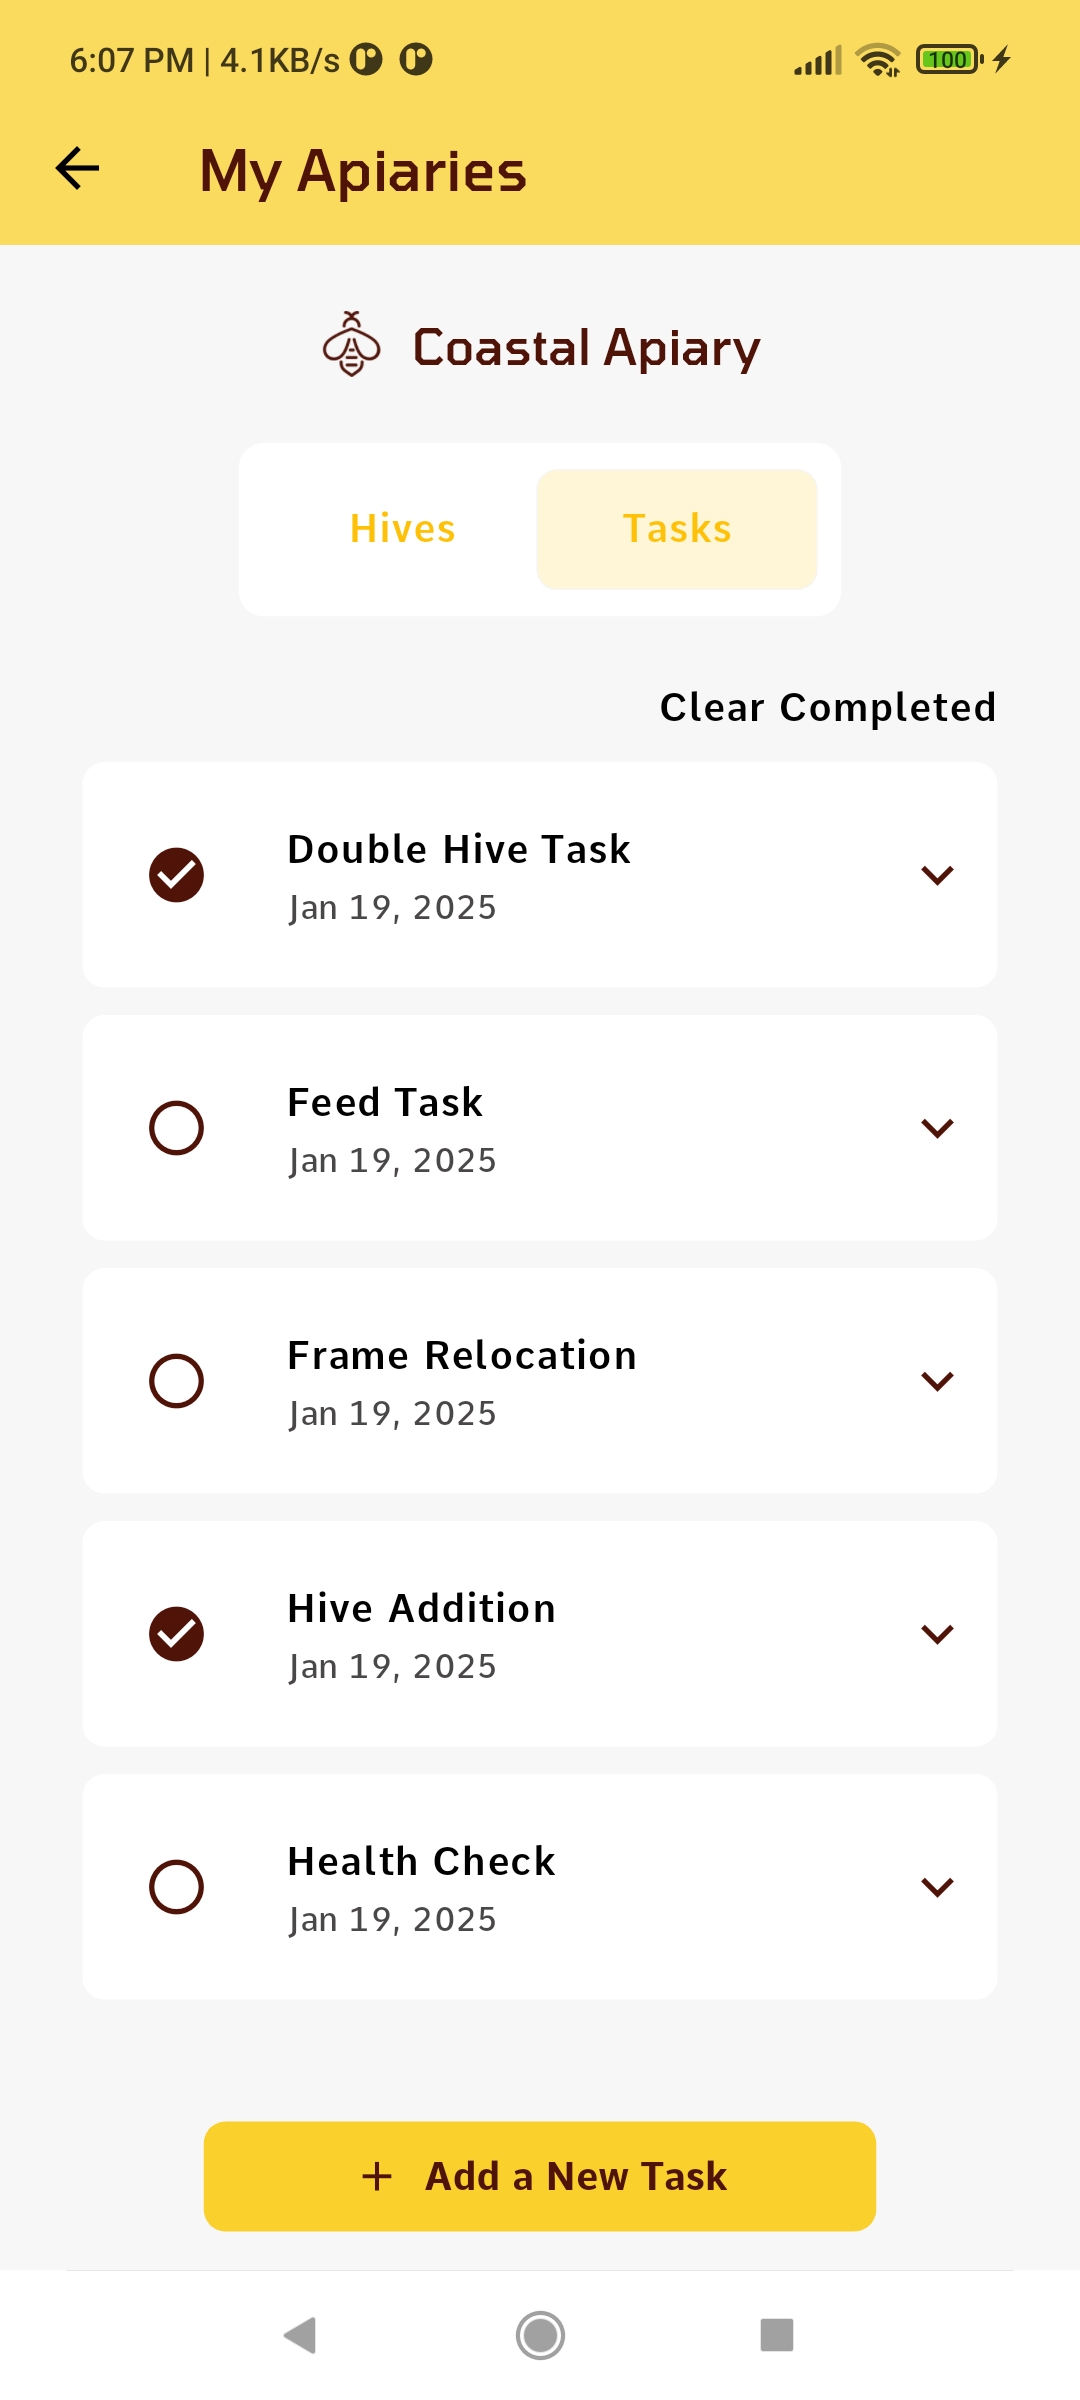 6:07 PM | 4.1KB/s
100
My Apiaries
Coastal Apiary
Hives
Tasks
Clear Completed
Double Hive Task
Jan 19, 2025
Feed Task
Jan 19, 2025
Frame Relocation
Jan 19, 2025
Hive Addition
Jan 19, 2025
Health Check
Jan 19, 2025
Add a New Task